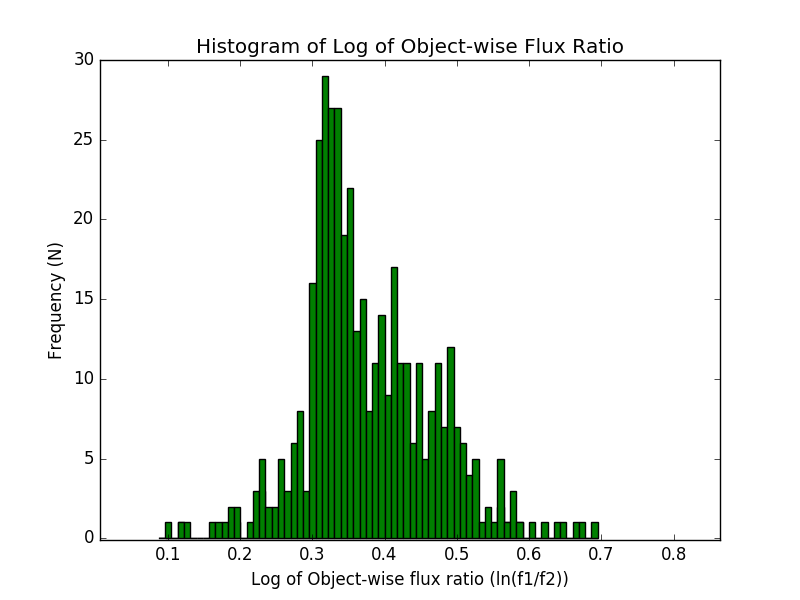 Histogram of Log of Object-wise Flux Ratio
30
25
20
15
10
5
0
Frequency (N)
0.1 0.2 0.3 0.4 0.5 0.6 0.7 0.8
Log of Object-wise flux ratio (ln(f1/f2))